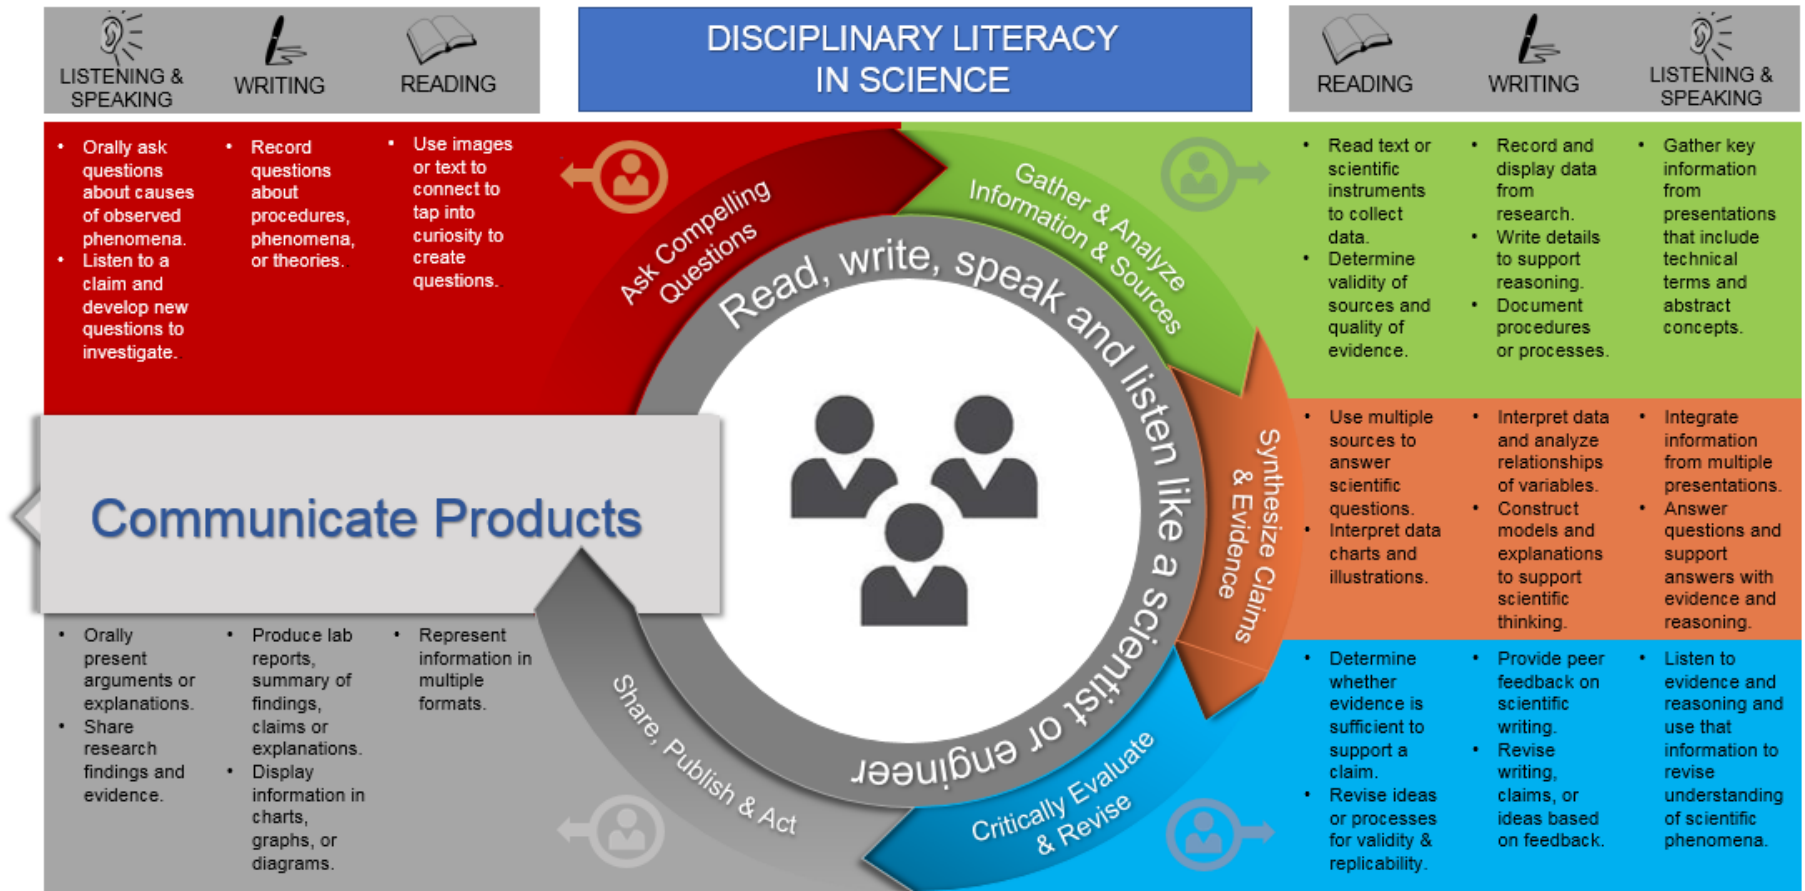 LISTENING &
SPEAKING
WRITING
READING
DISCIPLINARY LITERACY
IN SCIENCE
READING
WRITING
LISTENING &
SPEAKING
• Orally ask
questions
about causes
of observed
phenomena.
• Listen to a
claim and
develop new
questions to
investigate.
• Record
questions
about
procedures,
phenomena,
or theories.
• Use images
or text to
connect to
tap into
curiosity to
create
questions.
Ask Compelling
Questions
Gather & Analyze
Information & Sources
• Read text or
scientific
instruments
to collect
data.
• Determine
validity of
sources and
quality of
evidence.
• Record and
display data
from
research.
• Write details
to support
reasoning.
• Document
procedures
or processes.
• Gather key
information
from
presentations
that include
technical
terms and
abstract
concepts.
Read, write, speak and listen like a scientist or engineer
Communicate Products
Synthesize Claims
& Evidence
• Use multiple
sources to
answer
scientific
questions.
• Interpret data
charts and
illustrations.
• Interpret data
and analyze
relationships
of variables.
• Construct
models and
explanations
to support
scientific
thinking.
• Integrate
information
from multiple
presentations.
• Answer
questions and
support
answers with
evidence and
reasoning.
• Orally
present
arguments or
explanations.
• Share
research
findings and
evidence.
• Produce lab
reports,
summary of
findings,
claims or
explanations.
• Display
information in
charts,
graphs, or
diagrams.
• Represent
information in
multiple
formats.
Share, Publish & Act
Critically Evaluate
& Revise
• Determine
whether
evidence is
sufficient to
support a
claim.
• Revise ideas
or processes
for validity &
replicability.
• Provide peer
feedback on
scientific
writing.
• Revise
writing,
claims, or
ideas based
on feedback.
• Listen to
evidence and
reasoning and
use that
information to
revise
understanding
of scientific
phenomena.